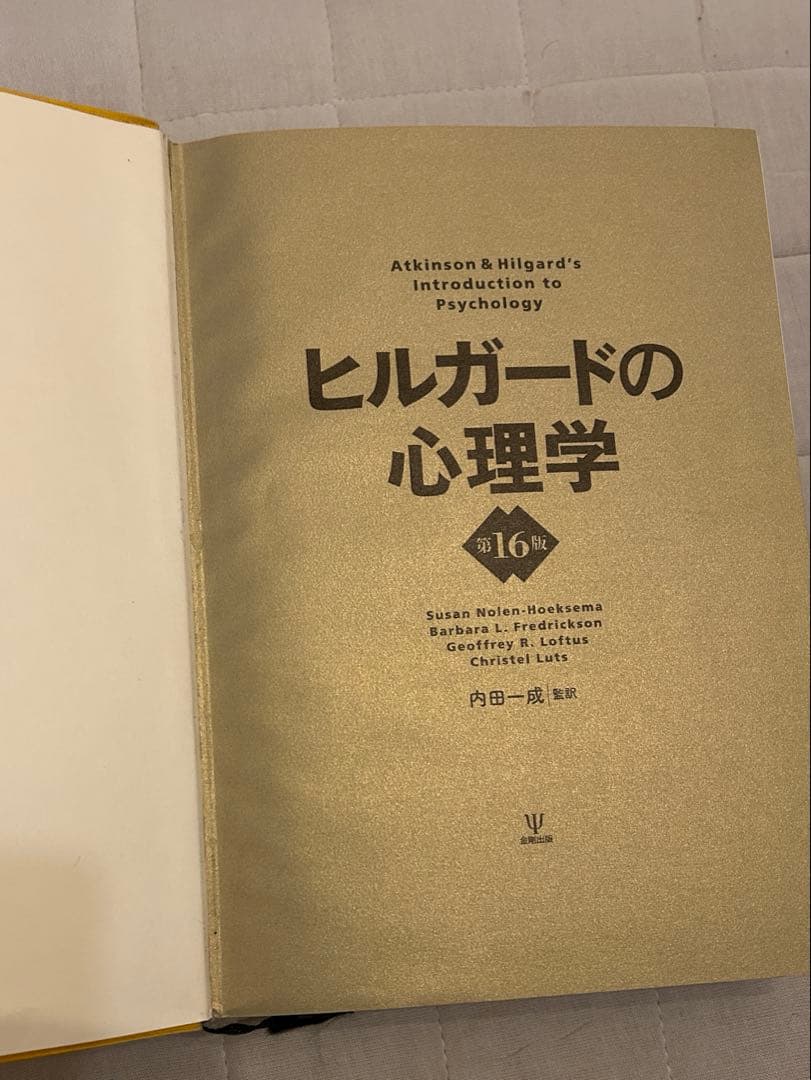 Atkinson & Hilgard's
Introduction to
Psychology
ヒルガードの
心理学
第16版
Susan Nolen-Hoeksema
Barbara L. Fredrickson
Geoffrey R. Loftus
Christel Luts
内田一成|監訳
Ψ
金剛出版